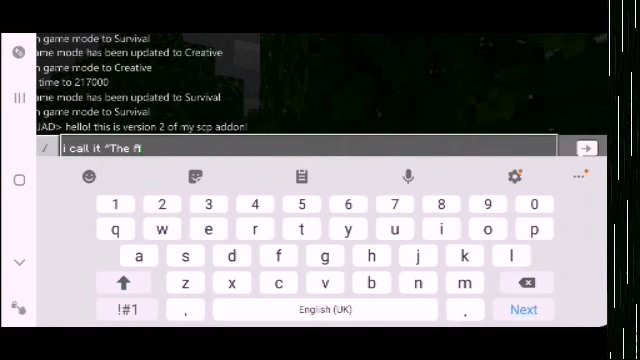 n game mode to Survival
ame mode has been updated to Creative
n game mode to Creative
time to 217000
ame mode has been updated to Survival
n game mode to Survival
UAD> hello! this is version 2 of my scp addon!
/ i call it "The
1 2 3 4 5 6 7 8 9 0
q w e r t y u i o p
a s d f g h j k l
z x c v b n m
!#1 , English (UK) . Next